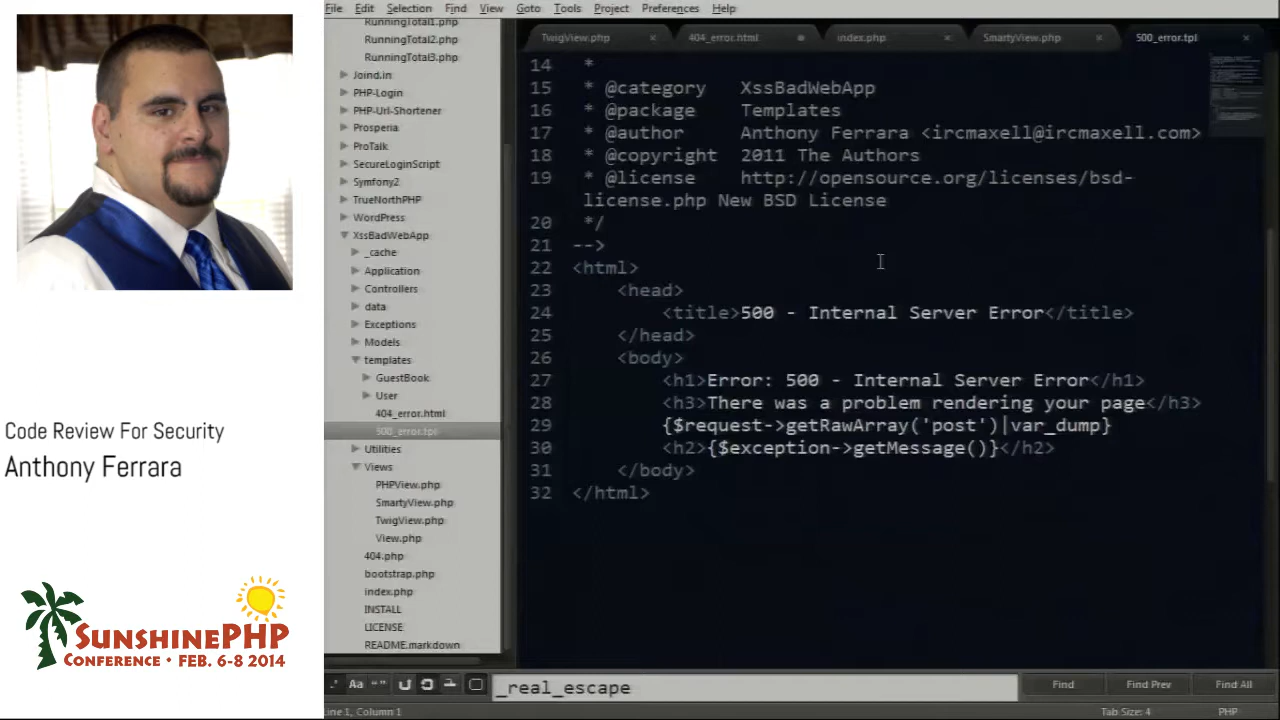 File Edit Selection Find View Goto Tools Project Preferences Help
RunningTotal1.php
RunningTotal2.php
RunningTotal3.php
Joind.in
PHP-Login
PHP-Url-Shortener
Prosperia
ProTalk
SecureLoginScript
Symfony2
TrueNorthPHP
WordPress
XssBadWebApp
_cache
Application
Controllers
data
Exceptions
Models
templates
GuestBook
User
404_error.html
500_error.tpl
Utilities
Views
PHPView.php
SmartyView.php
TwigView.php
View.php
404.php
bootstrap.php
index.php
INSTALL
LICENSE
README.markdown
TwigView.php 404_error.html index.php SmartyView.php 500_error.tpl
14 *
15 * @category XssBadWebApp
16 * @package Templates
17 * @author Anthony Ferrara <ircmaxell@ircmaxell.com>
18 * @copyright 2011 The Authors
19 * @license http://opensource.org/licenses/bsd-
license.php New BSD License
20 */
21 -->
22 <html>
23 <head>
24 <title>500 - Internal Server Error</title>
25 </head>
26 <body>
27 <h1>Error: 500 - Internal Server Error</h1>
28 <h3>There was a problem rendering your page</h3>
29 {$request->getRawArray('post')|var_dump}
30 <h2>{$exception->getMessage()}</h2>
31 </body>
32 </html>
.* Aa “” _real_escape Find Find Prev Find All
Line 1, Column 1 Tab Size: 4 PHP
Code Review For Security
Anthony Ferrara
SUNSHINEPHP
CONFERENCE • FEB. 6-8 2014